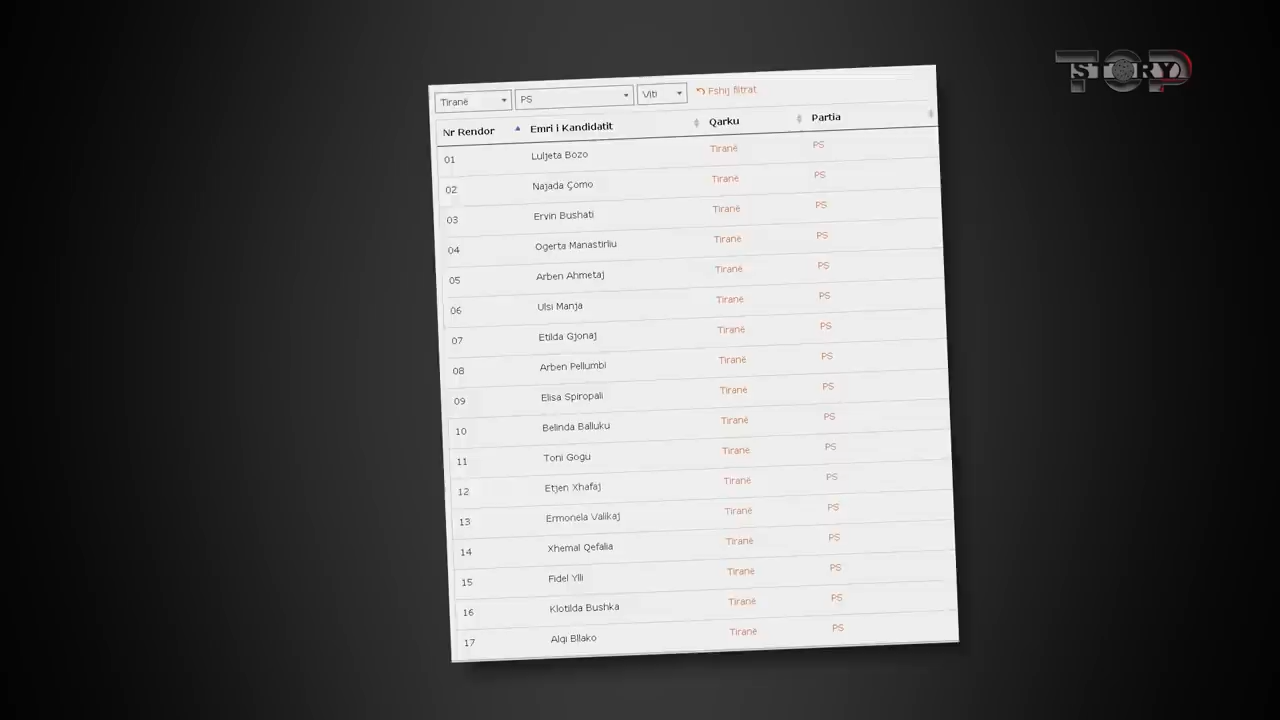 TOP
STORY
Tiranë PS Viti Fshij filtrat
Nr Rendor Emri i Kandidatit Qarku Partia
01 Luljeta Bozo Tiranë PS
02 Najada Çomo Tiranë PS
03 Ervin Bushati Tiranë PS
04 Ogerta Manastirliu Tiranë PS
05 Arben Ahmetaj Tiranë PS
06 Ulsi Manja Tiranë PS
07 Etilda Gjonaj Tiranë PS
08 Arben Pellumbi Tiranë PS
09 Elisa Spiropali Tiranë PS
10 Belinda Balluku Tiranë PS
11 Toni Gogu Tiranë PS
12 Etjen Xhafaj Tiranë PS
13 Ermonela Valikaj Tiranë PS
14 Xhemal Qefalia Tiranë PS
15 Fidel Ylli Tiranë PS
16 Klotilda Bushka Tiranë PS
17 Alqi Bllako Tiranë PS